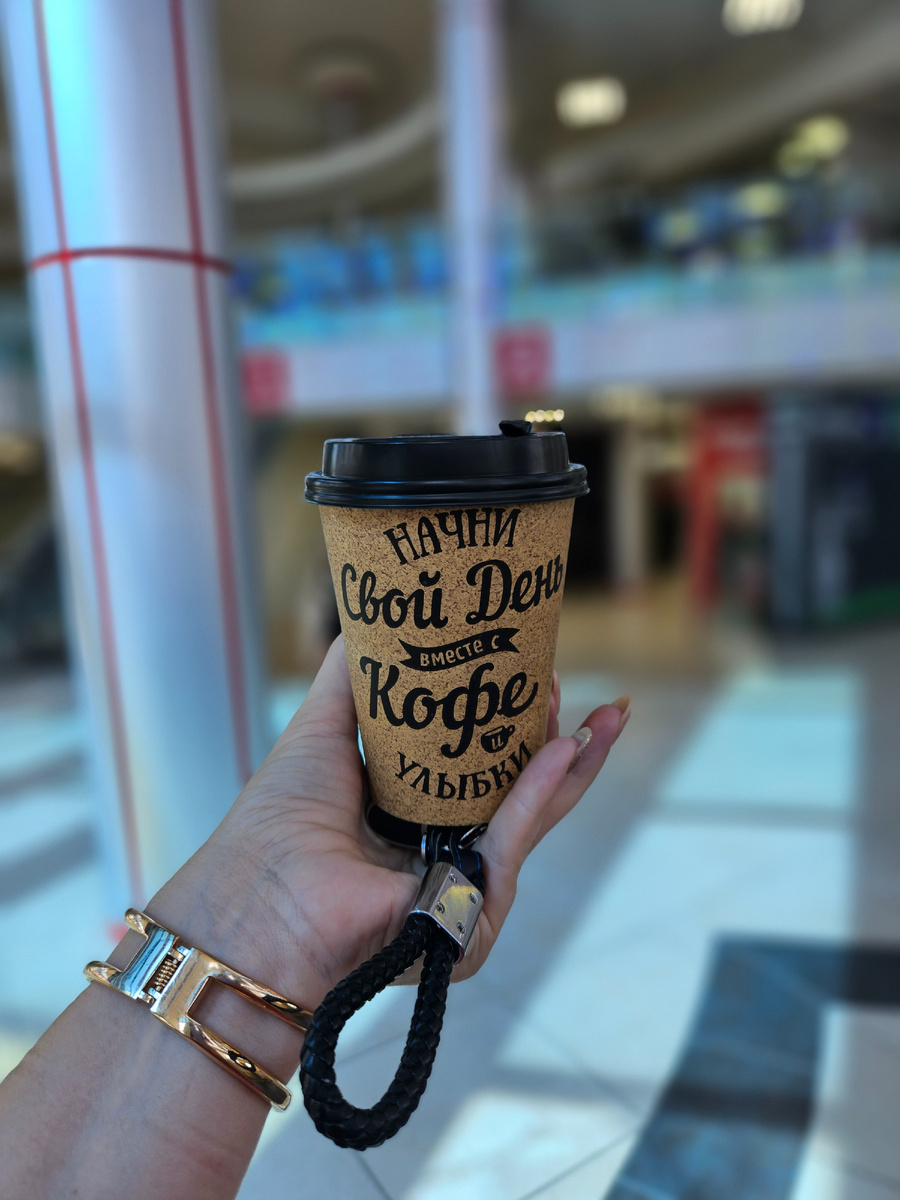 НАЧНИ
Свой День
вместе с
Кофе
и
УЛЫБКИ